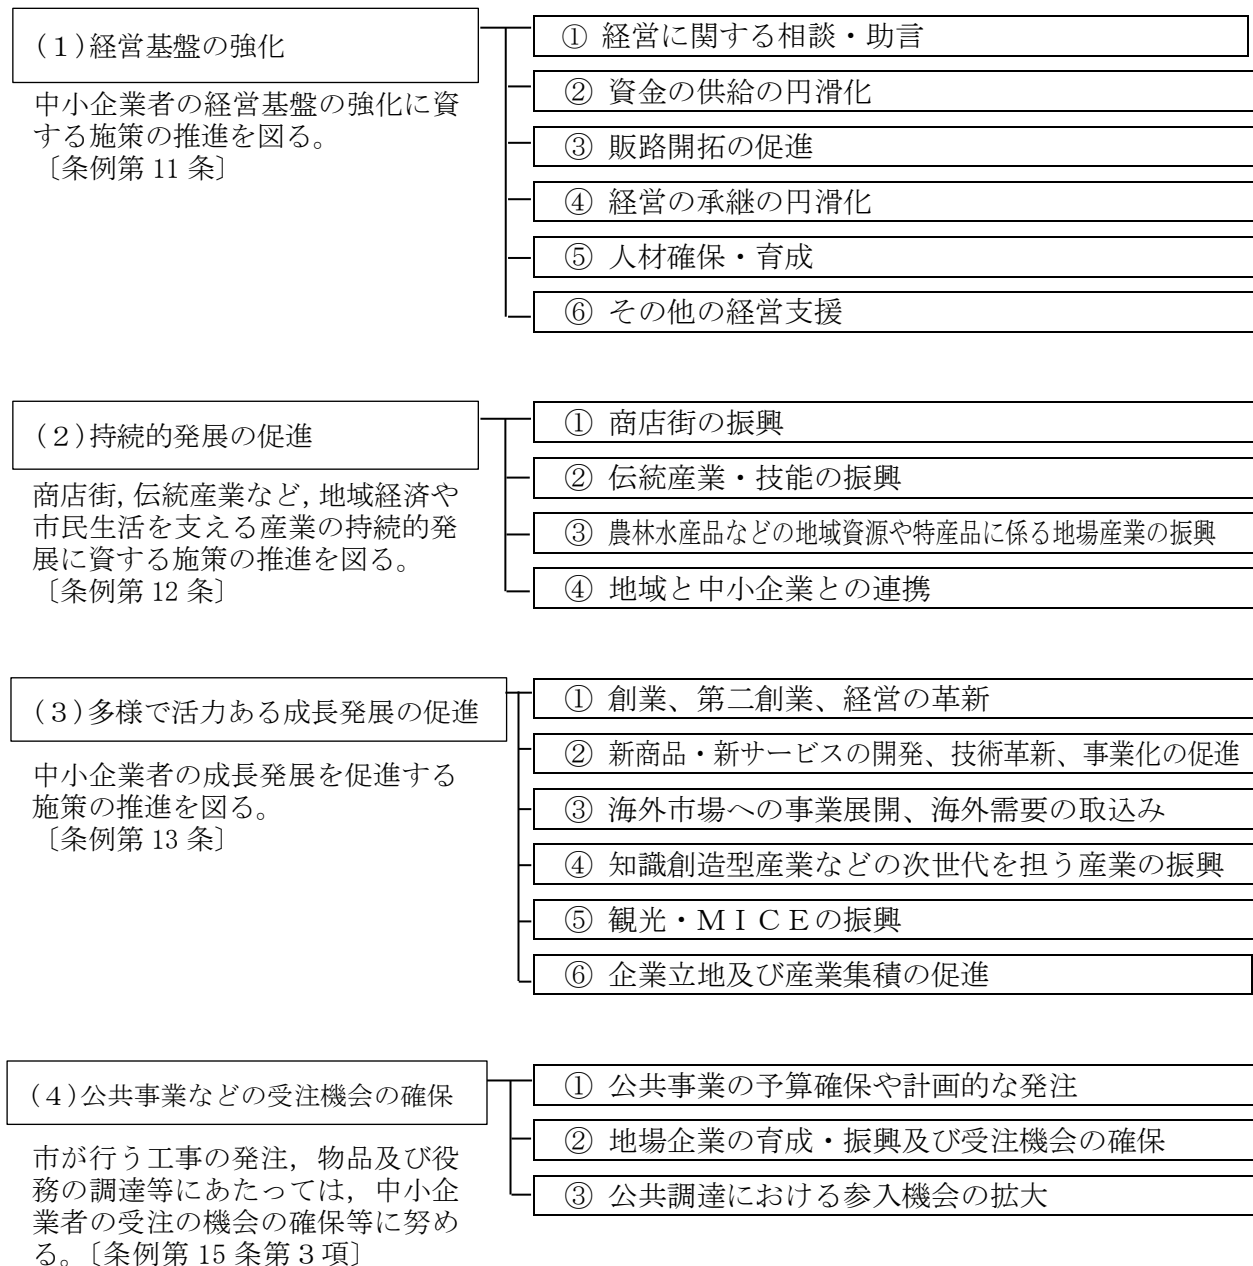 (１)経営基盤の強化
中小企業者の経営基盤の強化に資
する施策の推進を図る。
〔条例第 11 条〕
① 経営に関する相談・助言
② 資金の供給の円滑化
③ 販路開拓の促進
④ 経営の承継の円滑化
⑤ 人材確保・育成
⑥ その他の経営支援
(２)持続的発展の促進
商店街,伝統産業など,地域経済や
市民生活を支える産業の持続的発
展に資する施策の推進を図る。
〔条例第 12 条〕
① 商店街の振興
② 伝統産業・技能の振興
③ 農林水産品などの地域資源や特産品に係る地場産業の振興
④ 地域と中小企業との連携
(３)多様で活力ある成長発展の促進
中小企業者の成長発展を促進する
施策の推進を図る。
〔条例第 13 条〕
① 創業、第二創業、経営の革新
② 新商品・新サービスの開発、技術革新、事業化の促進
③ 海外市場への事業展開、海外需要の取込み
④ 知識創造型産業などの次世代を担う産業の振興
⑤ 観光・ＭＩＣＥの振興
⑥ 企業立地及び産業集積の促進
(４)公共事業などの受注機会の確保
市が行う工事の発注，物品及び役
務の調達等にあたっては，中小企
業者の受注の機会の確保等に努め
る。〔条例第 15 条第３項〕
① 公共事業の予算確保や計画的な発注
② 地場企業の育成・振興及び受注機会の確保
③ 公共調達における参入機会の拡大